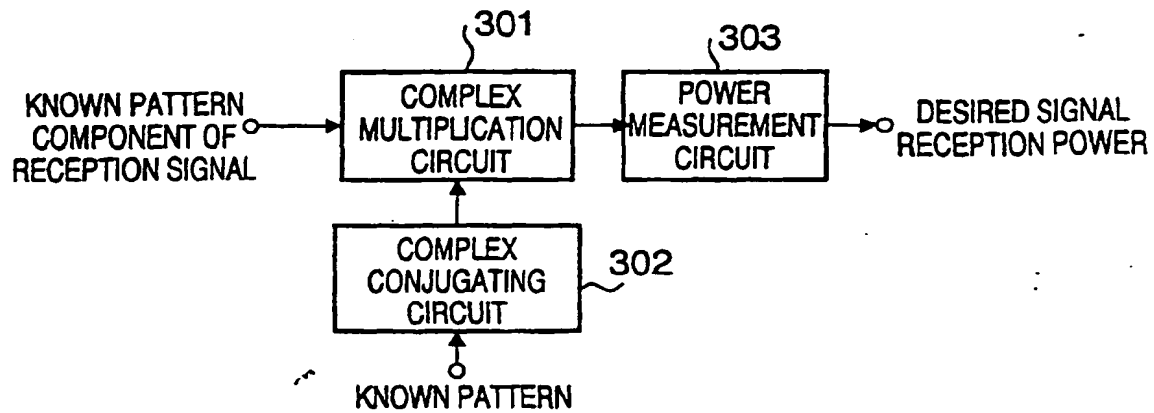 301
303
KNOWN PATTERN
COMPONENT OF
RECEPTION SIGNAL
COMPLEX
MULTIPLICATION
CIRCUIT
POWER
MEASUREMENT
CIRCUIT
DESIRED SIGNAL
RECEPTION POWER
COMPLEX
CONJUGATING
CIRCUIT
302
KNOWN PATTERN